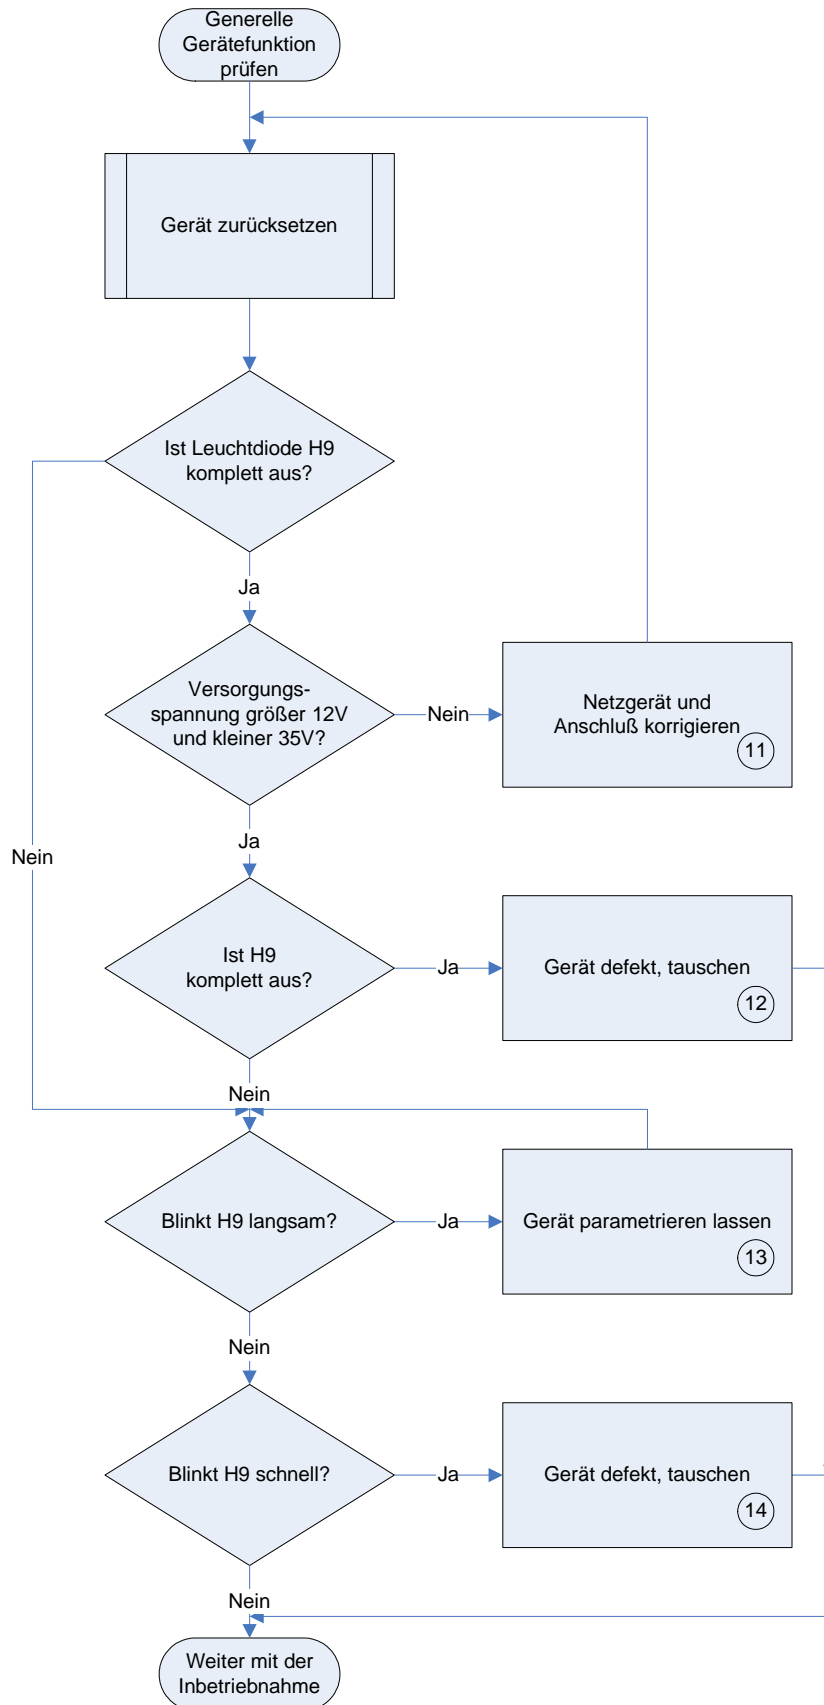 Generelle
Gerätefunktion
prüfen
Gerät zurücksetzen
Ist Leuchtdiode H9
komplett aus?
Ja
Versorgungs-
spannung größer 12V
und kleiner 35V?
Nein
Netzgerät und
Anschluß korrigieren
11
Ja
Nein
Ist H9
komplett aus?
Ja
Gerät defekt, tauschen
12
Nein
Blinkt H9 langsam?
Ja
Gerät parametrieren lassen
13
Nein
Blinkt H9 schnell?
Ja
Gerät defekt, tauschen
14
Nein
Weiter mit der
Inbetriebnahme